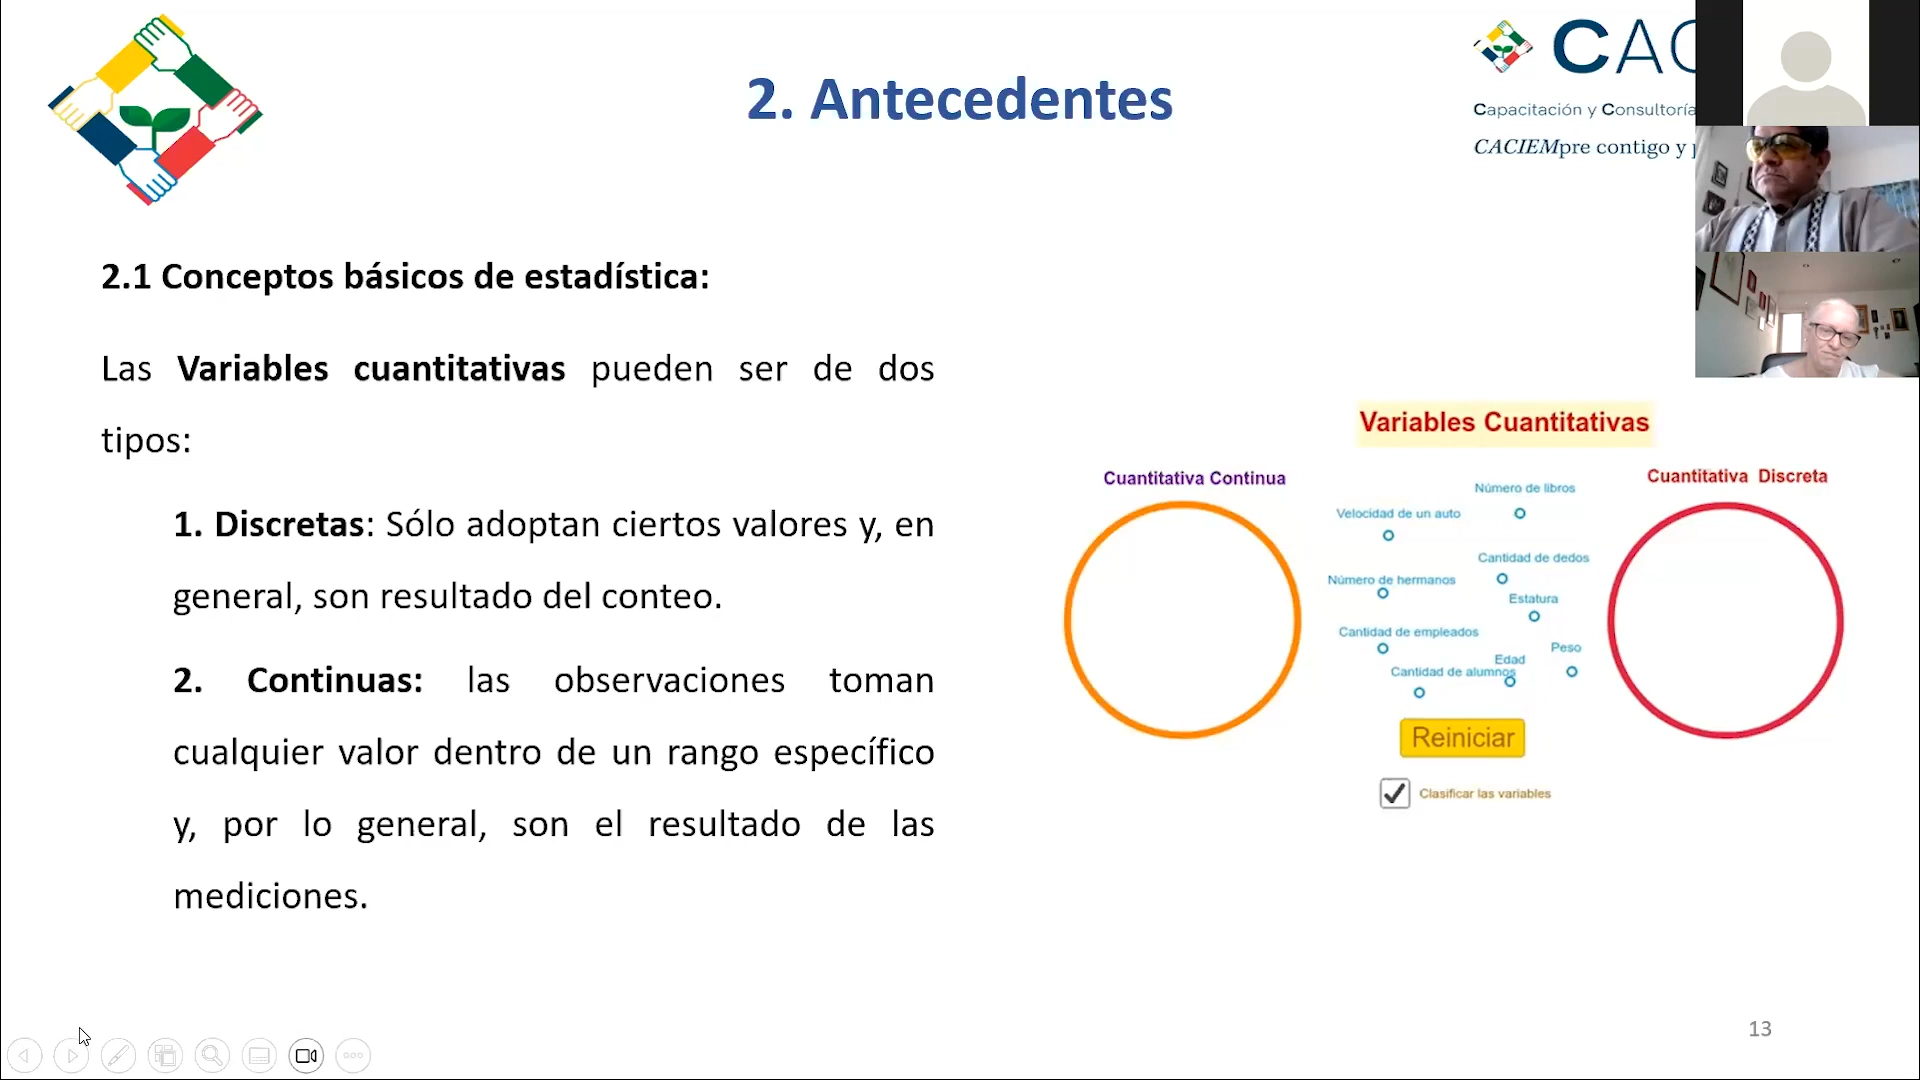 2. Antecedentes
CAC
Capacitación y Consultoría
CACIEMpre contigo y
2.1 Conceptos básicos de estadística:
Las Variables cuantitativas pueden ser de dos
tipos:
1. Discretas: Sólo adoptan ciertos valores y, en
general, son resultado del conteo.
2. Continuas: las observaciones toman
cualquier valor dentro de un rango específico
y, por lo general, son el resultado de las
mediciones.
Variables Cuantitativas
Cuantitativa Continua
Cuantitativa Discreta
Número de libros
Velocidad de un auto
Cantidad de dedos
Número de hermanos
Estatura
Cantidad de empleados
Peso
Edad
Cantidad de alumnos
Reiniciar
Clasificar las variables
13